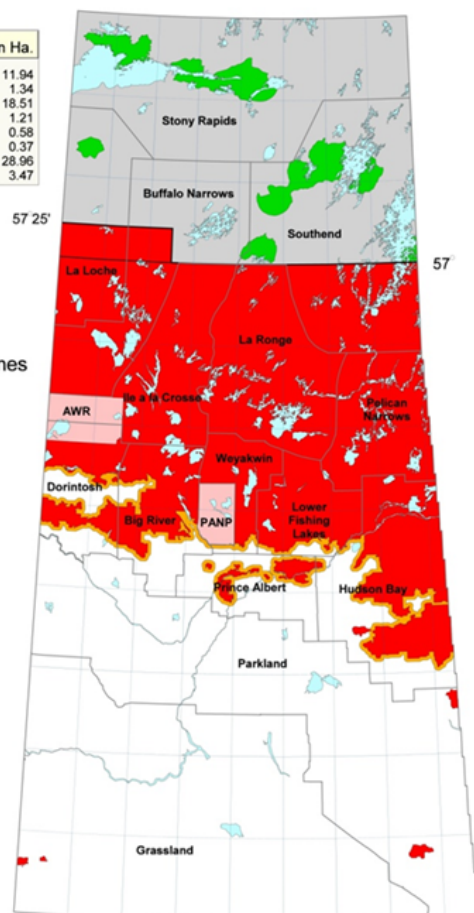 n Ha.
11.94
1.34
18.51
1.21
0.58
0.37
28.96
3.47
Stony Rapids
Buffalo Narrows
57 25'
Southend
57°
La Loche
La Ronge
nes
Ile a la Crosse
AWR
Pelican
Narrows
Weyakwin
Dorintosh
Big River
PANP
Lower
Fishing
Lakes
Prince Albert
Hudson Bay
Parkland
Grassland